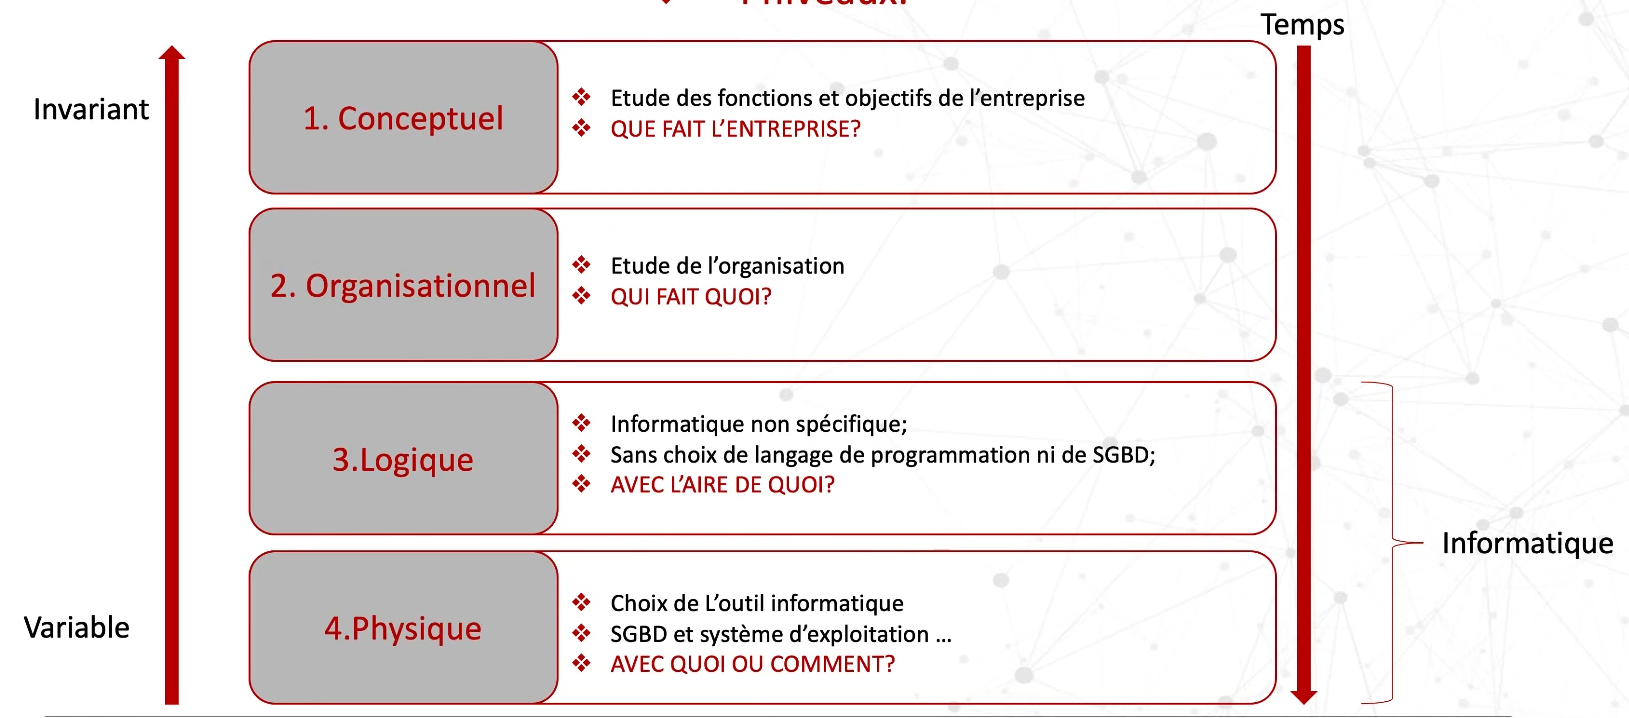 Temps
Invariant
1. Conceptuel
❖ Etude des fonctions et objectifs de l’entreprise
❖ QUE FAIT L’ENTREPRISE?
2. Organisationnel
❖ Etude de l’organisation
❖ QUI FAIT QUOI?
3.Logique
❖ Informatique non spécifique;
❖ Sans choix de langage de programmation ni de SGBD;
❖ AVEC L’AIRE DE QUOI?
Informatique
Variable
4.Physique
❖ Choix de L’outil informatique
❖ SGBD et système d’exploitation ...
❖ AVEC QUOI OU COMMENT?